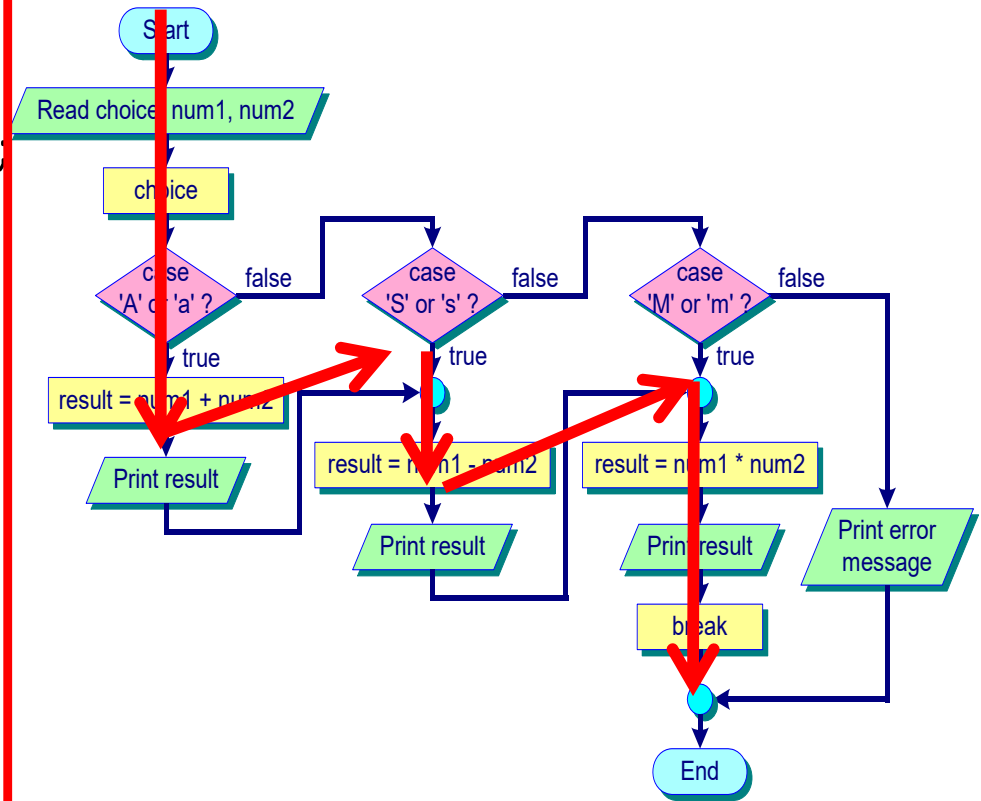 Start
Read choice, num1, num2
choice
case
'A' or 'a' ?
false
case
'S' or 's' ?
false
case
'M' or 'm' ?
false
true
true
true
result = num1 + num2
Print result
result = num1 - num2
Print result
result = num1 * num2
Print result
break
Print error
message
End